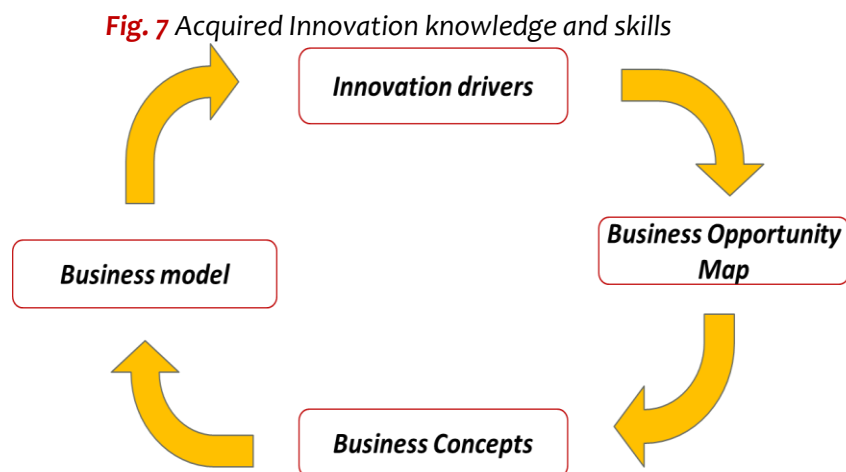 Fig. 7 Acquired Innovation knowledge and skills
Innovation drivers
Business Opportunity
Map
Business model
Business Concepts